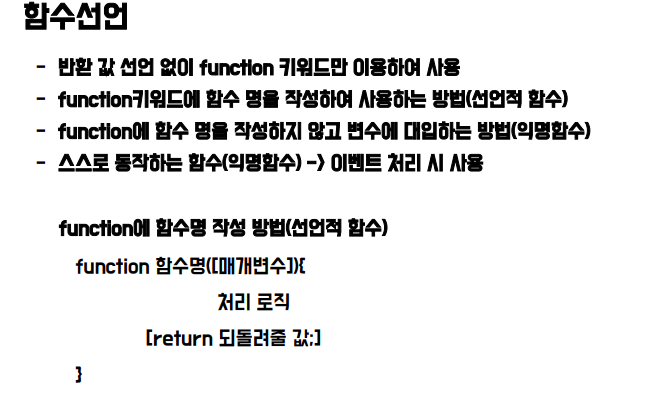 함수선언
- 반환 값 선언 없이 function 키워드만 이용하여 사용
- function키워드에 함수 명을 작성하여 사용하는 방법(선언적 함수)
- function에 함수 명을 작성하지 않고 변수에 대입하는 방법(익명함수)
- 스스로 동작하는 함수(익명함수) -> 이벤트 처리 시 사용
function에 함수명 작성 방법(선언적 함수)
function 함수명([매개변수]){
처리 로직
[return 되돌려줄 값;]
}